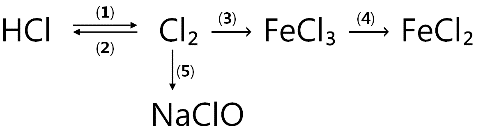 (1) (3) (4)
HCl Cl₂ FeCl₃ FeCl₂
(2) (5)
NaClO